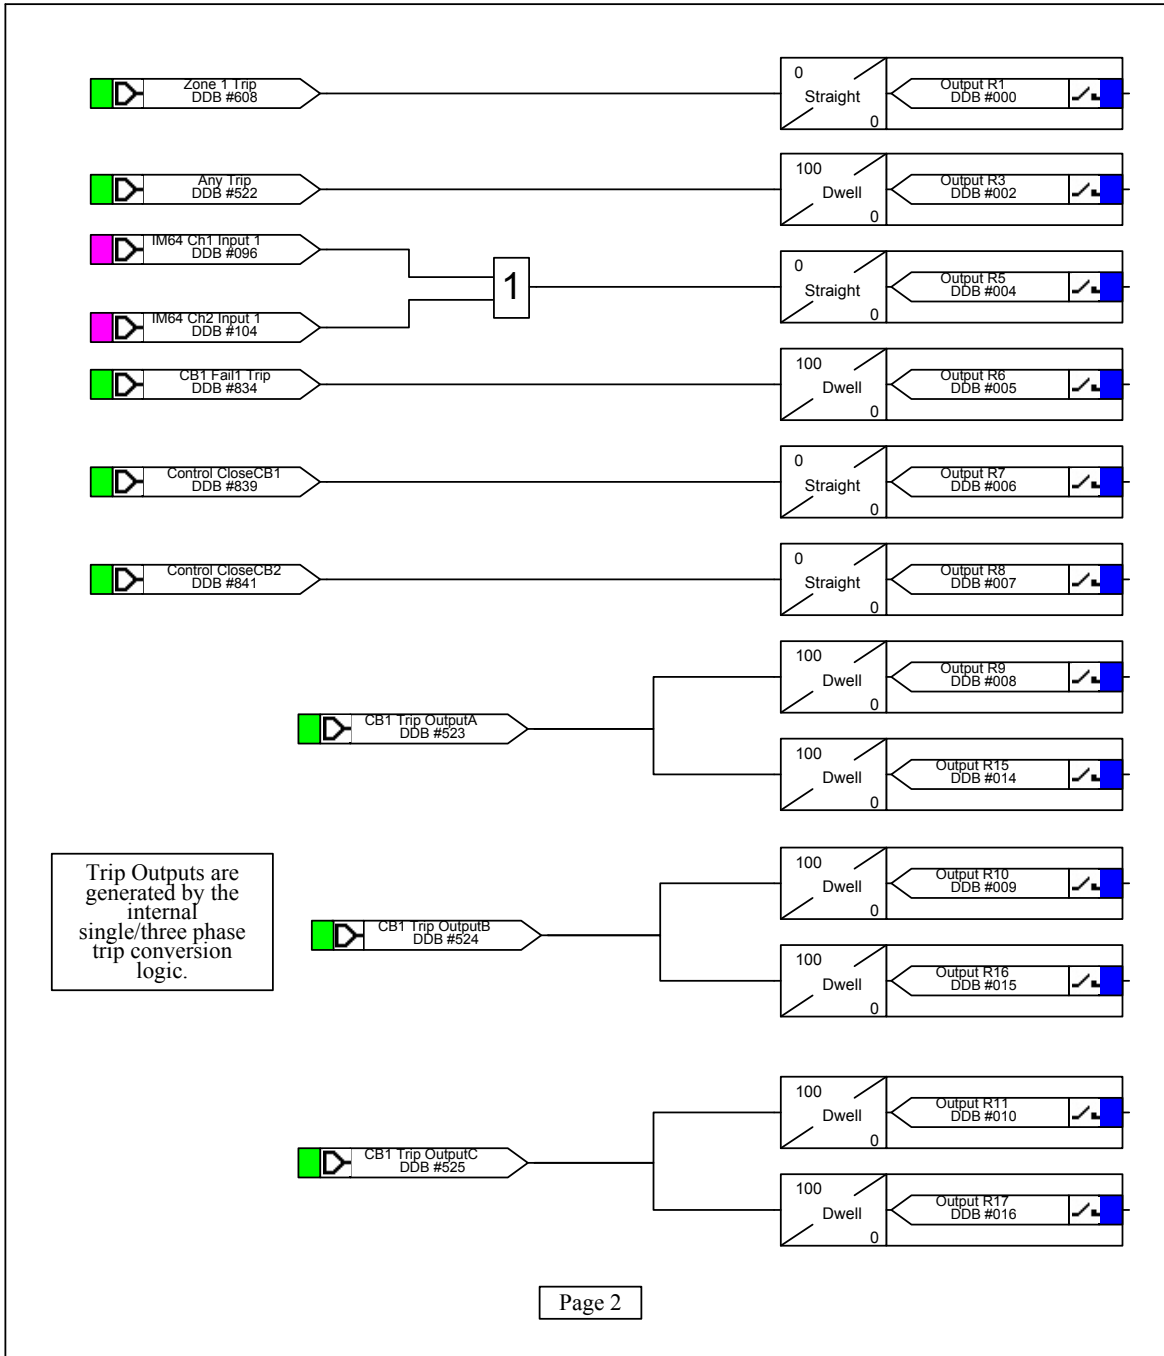 Zone 1 Trip
DDB #608
0
Straight
0
Output R1
DDB #000
Any Trip
DDB #522
100
Dwell
0
Output R3
DDB #002
IM64 Ch1 Input 1
DDB #096
1
IM64 Ch2 Input 1
DDB #104
0
Straight
0
Output R5
DDB #004
CB1 Fail1 Trip
DDB #834
100
Dwell
0
Output R6
DDB #005
Control CloseCB1
DDB #839
0
Straight
0
Output R7
DDB #006
Control CloseCB2
DDB #841
0
Straight
0
Output R8
DDB #007
CB1 Trip OutputA
DDB #523
100
Dwell
0
Output R9
DDB #008
100
Dwell
0
Output R15
DDB #014
Trip Outputs are
generated by the
internal
single/three phase
trip conversion
logic.
CB1 Trip OutputB
DDB #524
100
Dwell
0
Output R10
DDB #009
100
Dwell
0
Output R16
DDB #015
CB1 Trip OutputC
DDB #525
100
Dwell
0
Output R11
DDB #010
100
Dwell
0
Output R17
DDB #016
Page 2